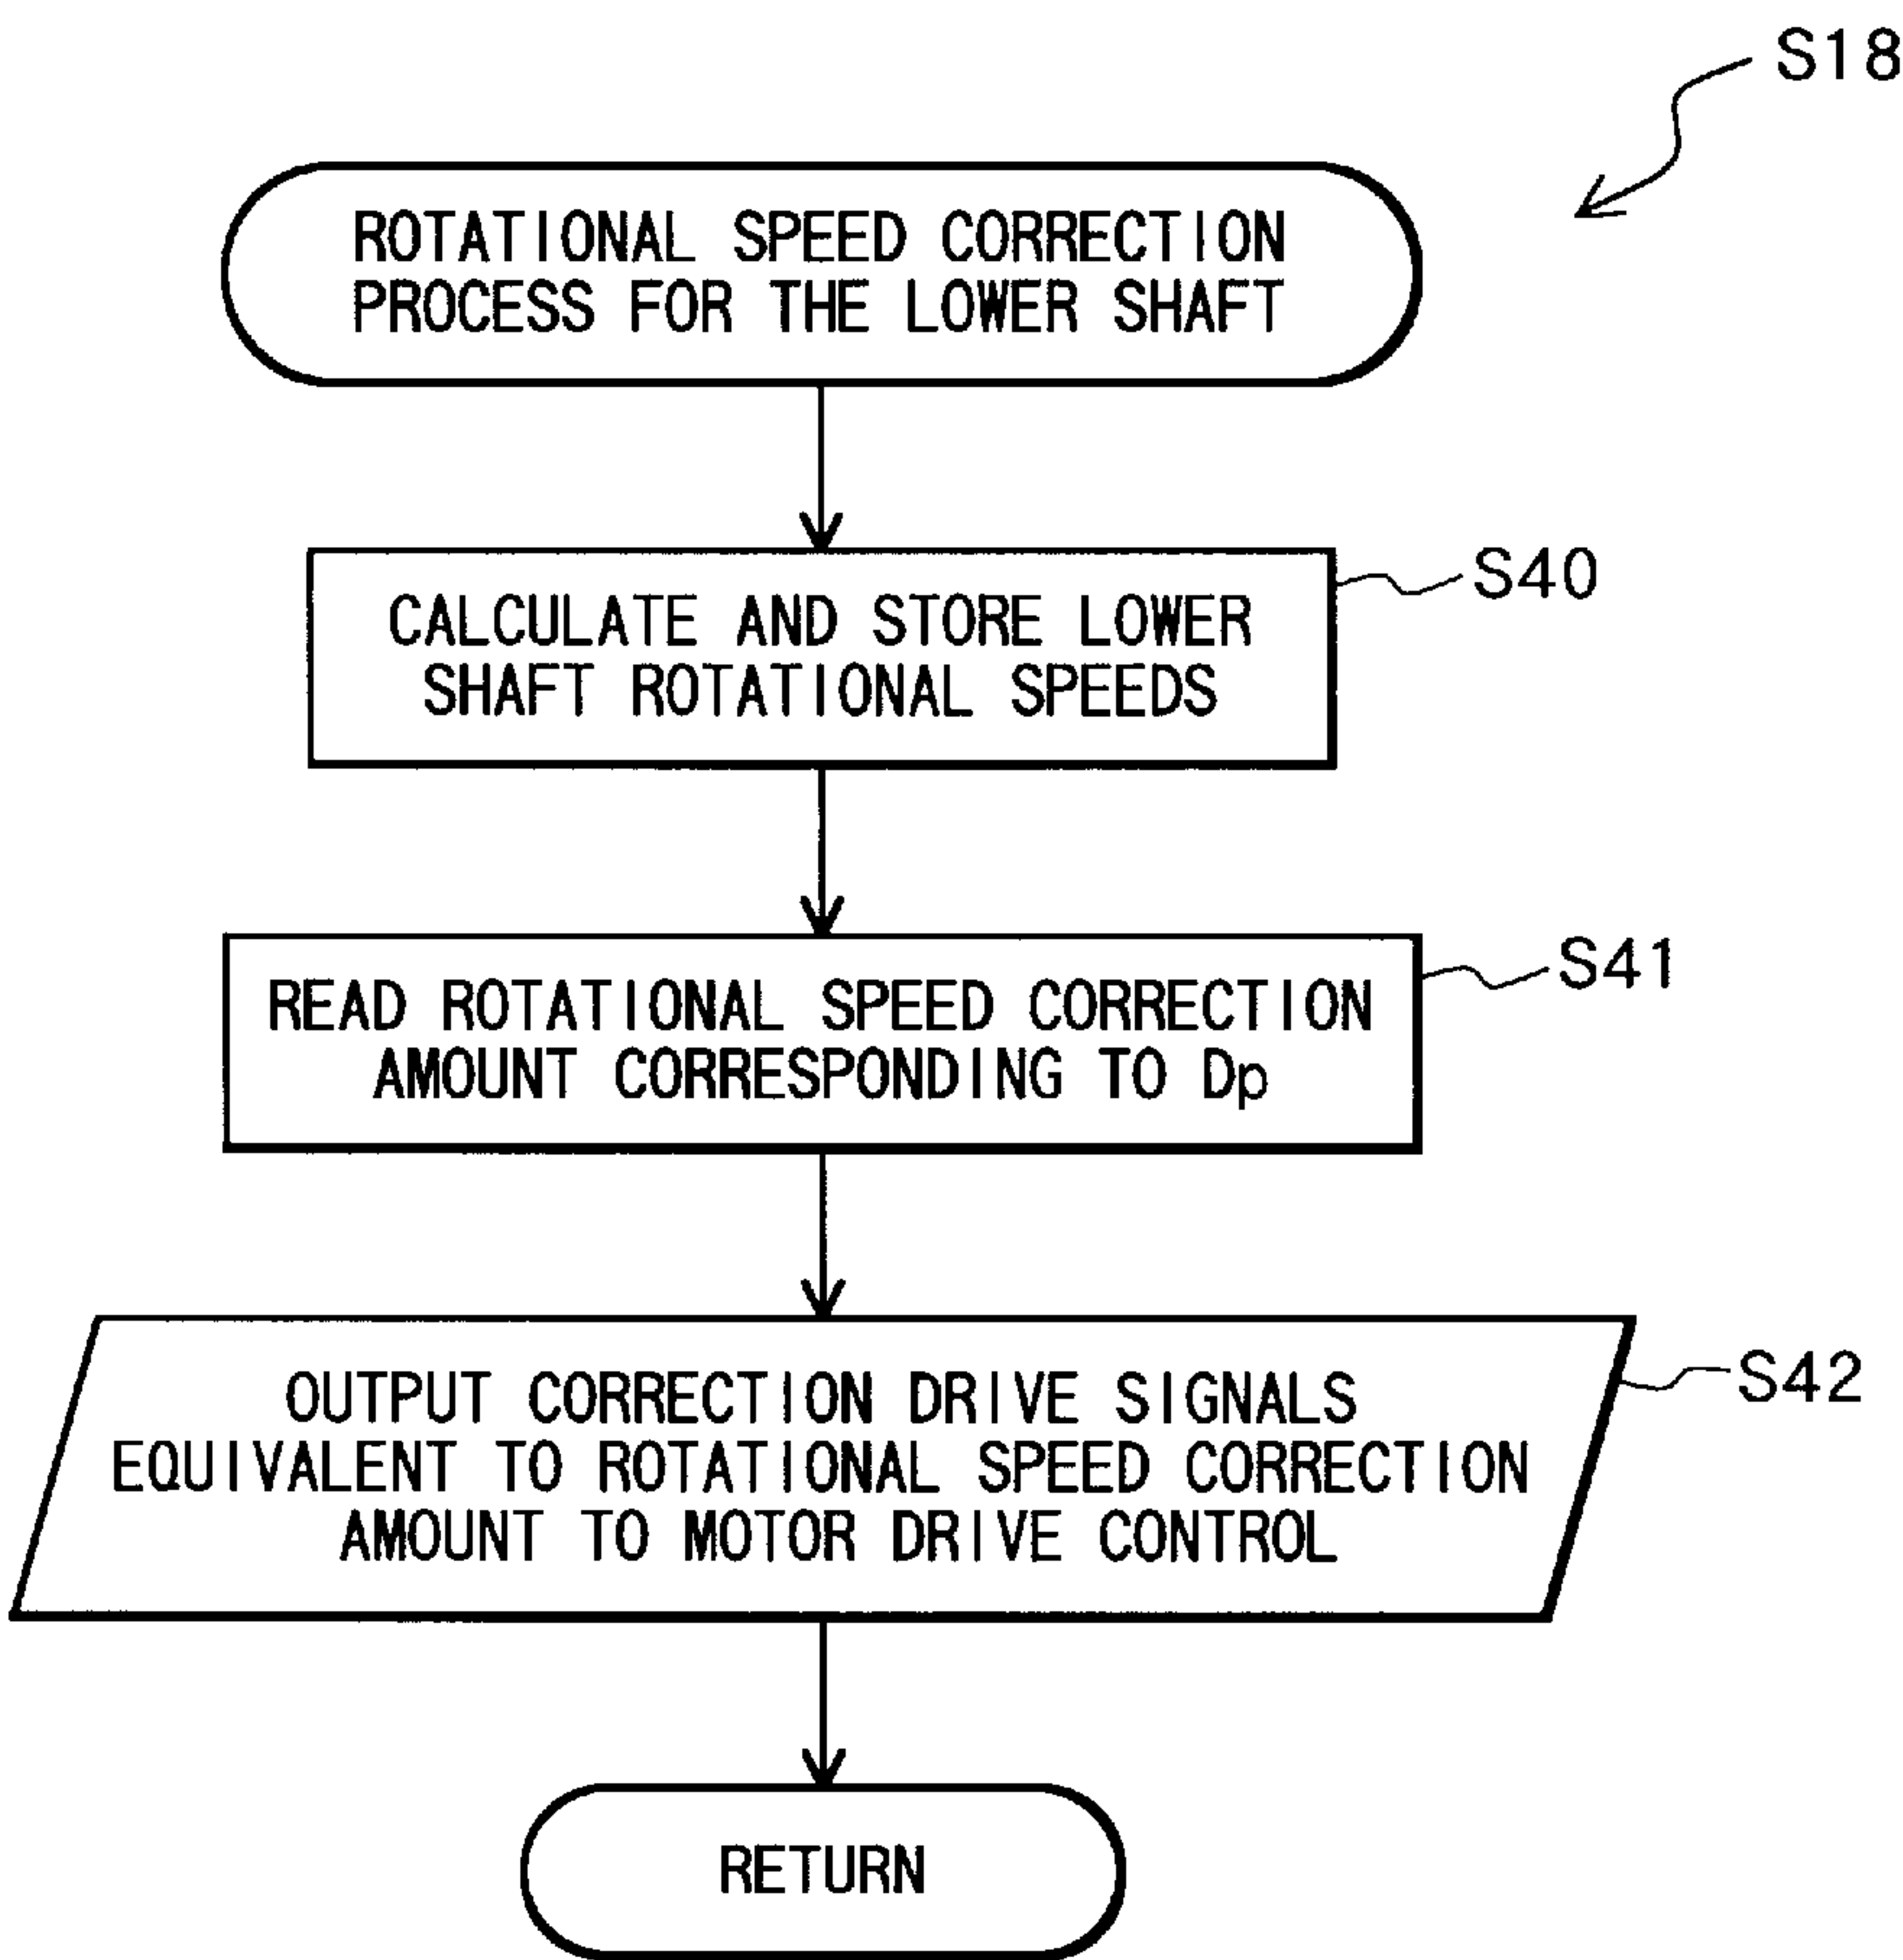 S18
ROTATIONAL SPEED CORRECTION
PROCESS FOR THE LOWER SHAFT
S40
CALCULATE AND STORE LOWER
SHAFT ROTATIONAL SPEEDS
S41
READ ROTATIONAL SPEED CORRECTION
AMOUNT CORRESPONDING TO Dp
S42
OUTPUT CORRECTION DRIVE SIGNALS
EQUIVALENT TO ROTATIONAL SPEED CORRECTION
AMOUNT TO MOTOR DRIVE CONTROL
RETURN